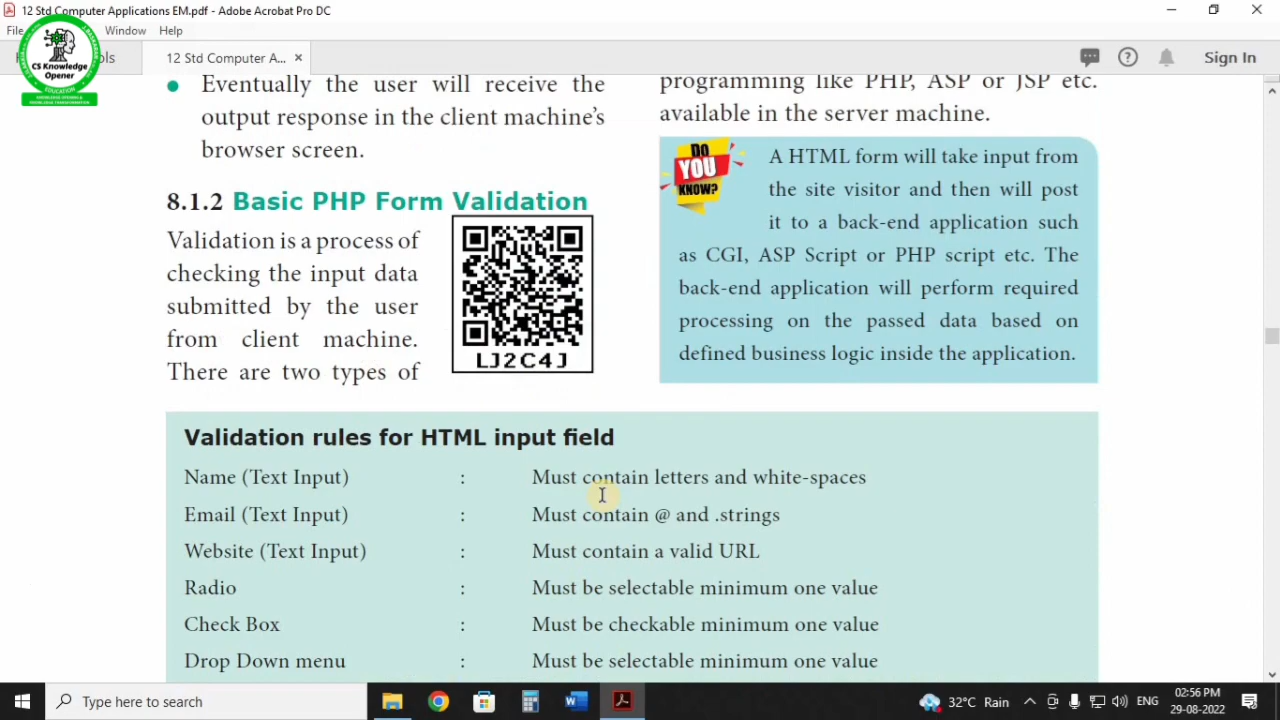 12 Std Computer Applications EM.pdf - Adobe Acrobat Pro DC
File Window Help
12 Std Computer A... ×
Sign In
CS Knowledge
Opener
EDUCATION
Eventually the user will receive the
output response in the client machine's
browser screen.
8.1.2 Basic PHP Form Validation
Validation is a process of
checking the input data
submitted by the user
from client machine.
There are two types of
LJ2C4J
programming like PHP, ASP or JSP etc.
available in the server machine.
DO
YOU
KNOW?
A HTML form will take input from
the site visitor and then will post
it to a back-end application such
as CGI, ASP Script or PHP script etc. The
back-end application will perform required
processing on the passed data based on
defined business logic inside the application.
Validation rules for HTML input field
Name (Text Input) : Must contain letters and white-spaces
Email (Text Input) : Must contain @ and .strings
Website (Text Input) : Must contain a valid URL
Radio : Must be selectable minimum one value
Check Box : Must be checkable minimum one value
Drop Down menu : Must be selectable minimum one value
Type here to search
32°C Rain
ENG
02:56 PM
29-08-2022